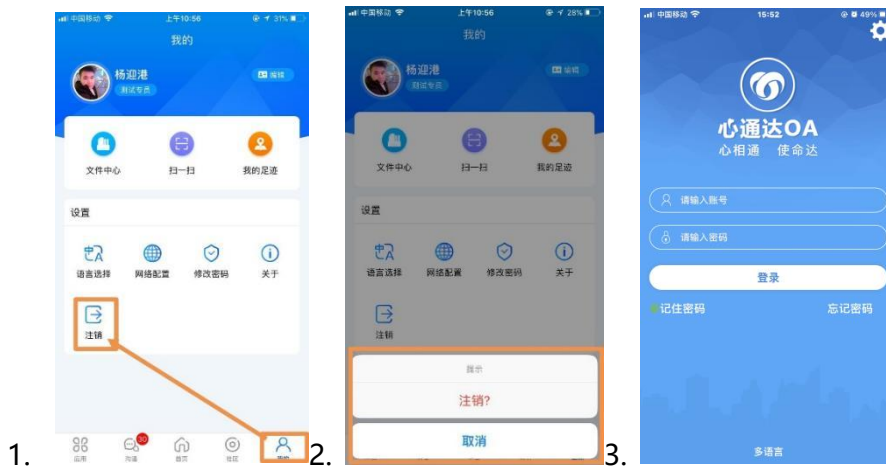 中国移动 上午10:56 31%
我的
杨迎港
测试专员
编辑
文件中心 扫一扫 我的足迹
设置
语言选择 网络配置 修改密码 关于
注销
30
应用 沟通 首页 社区 我的
1.
中国移动 上午10:56 28%
我的
杨迎港
测试专员
编辑
文件中心 扫一扫 我的足迹
设置
语言选择 网络配置 修改密码 关于
注销
提示
注销?
取消
2.
中国移动 15:52 49%
心通达OA
心相通 使命达
请输入账号
请输入密码
登录
记住密码 忘记密码
多语言
3.